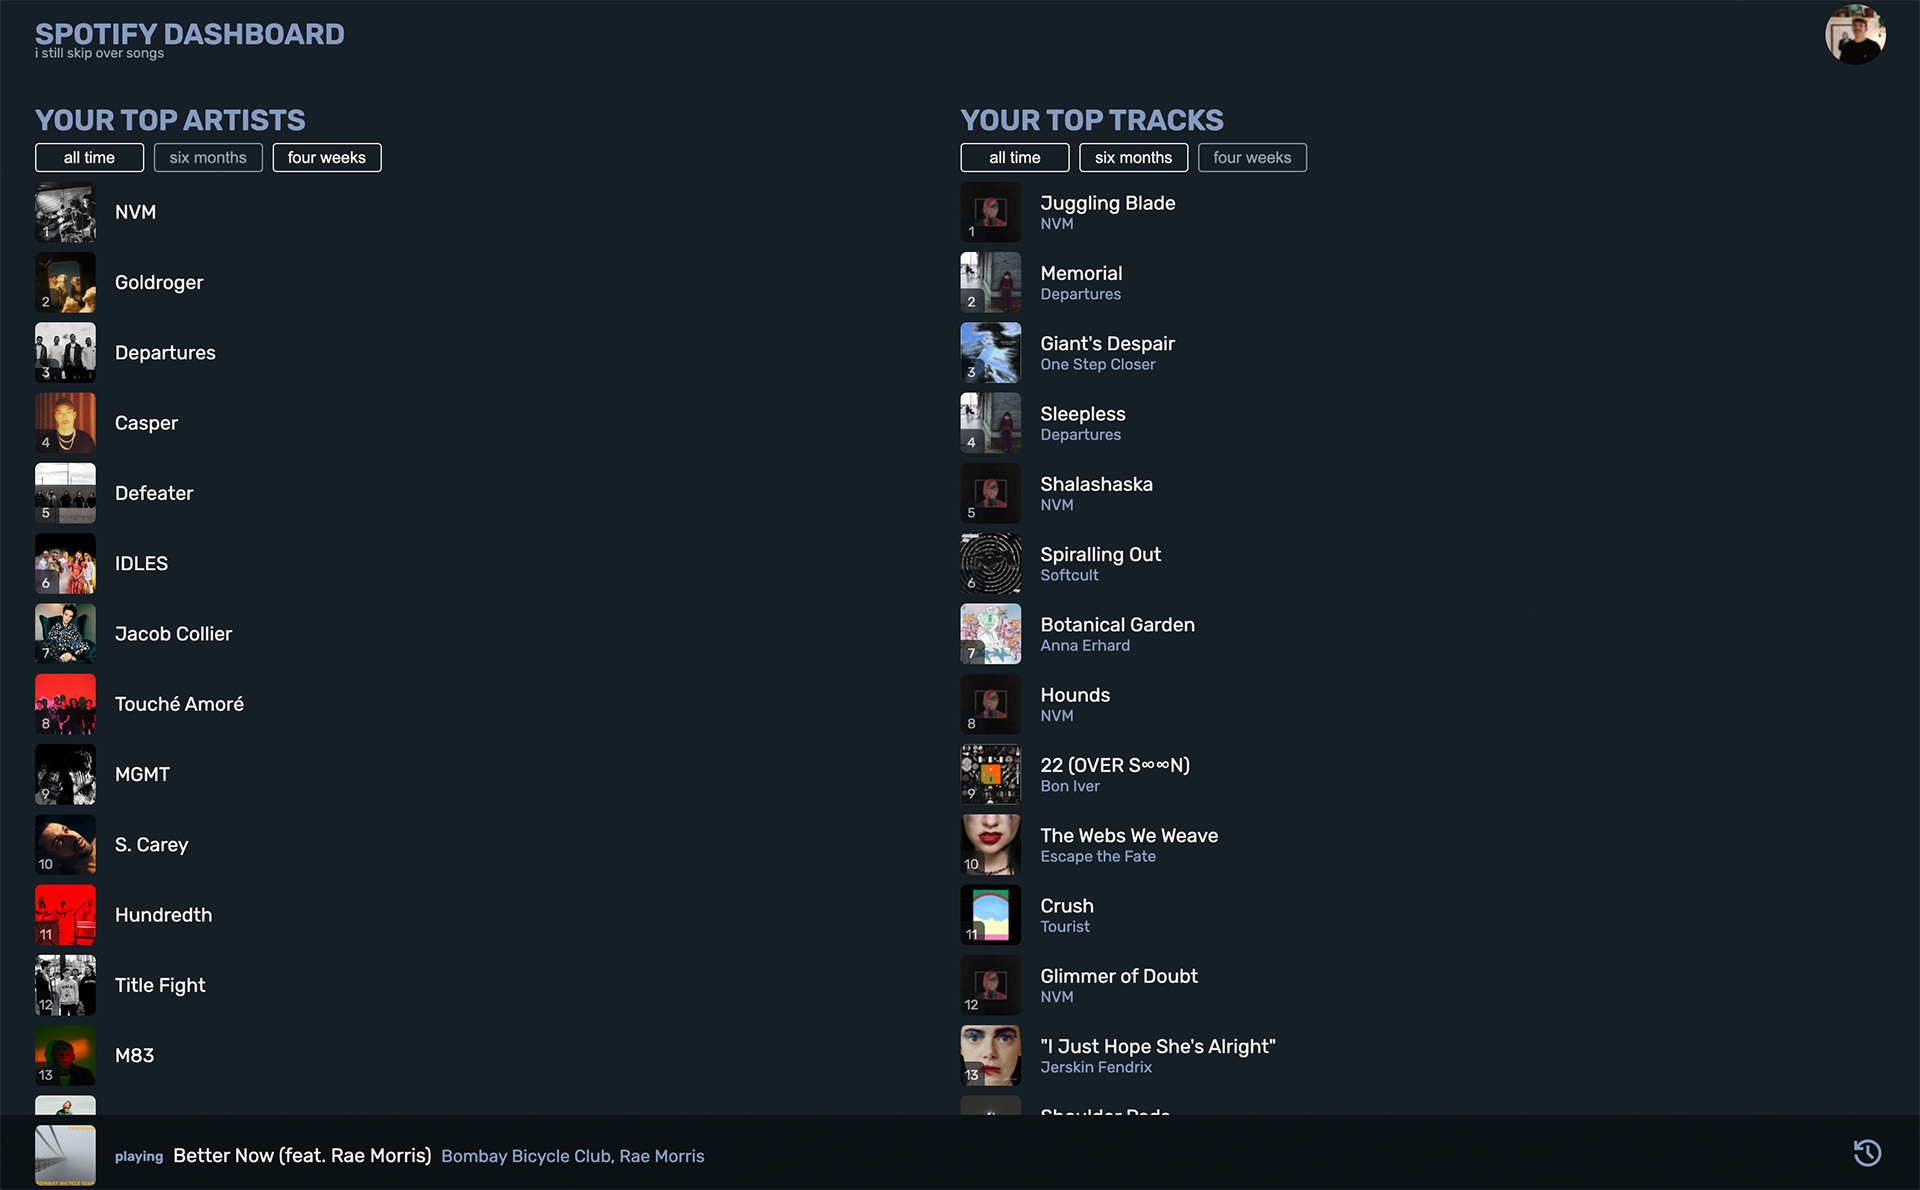 SPOTIFY DASHBOARD
i still skip over songs
YOUR TOP ARTISTS
all time six months four weeks
1 NVM
2 Goldroger
3 Departures
4 Casper
5 Defeater
6 IDLES
7 Jacob Collier
8 Touché Amoré
9 MGMT
10 S. Carey
11 Hundredth
12 Title Fight
13 M83
YOUR TOP TRACKS
all time six months four weeks
1 Juggling Blade
NVM
2 Memorial
Departures
3 Giant's Despair
One Step Closer
4 Sleepless
Departures
5 Shalashaska
NVM
6 Spiralling Out
Softcult
7 Botanical Garden
Anna Erhard
8 Hounds
NVM
9 22 (OVER S∞∞N)
Bon Iver
10 The Webs We Weave
Escape the Fate
11 Crush
Tourist
12 Glimmer of Doubt
NVM
13 "I Just Hope She's Alright"
Jerskin Fendrix
playing Better Now (feat. Rae Morris) Bombay Bicycle Club, Rae Morris